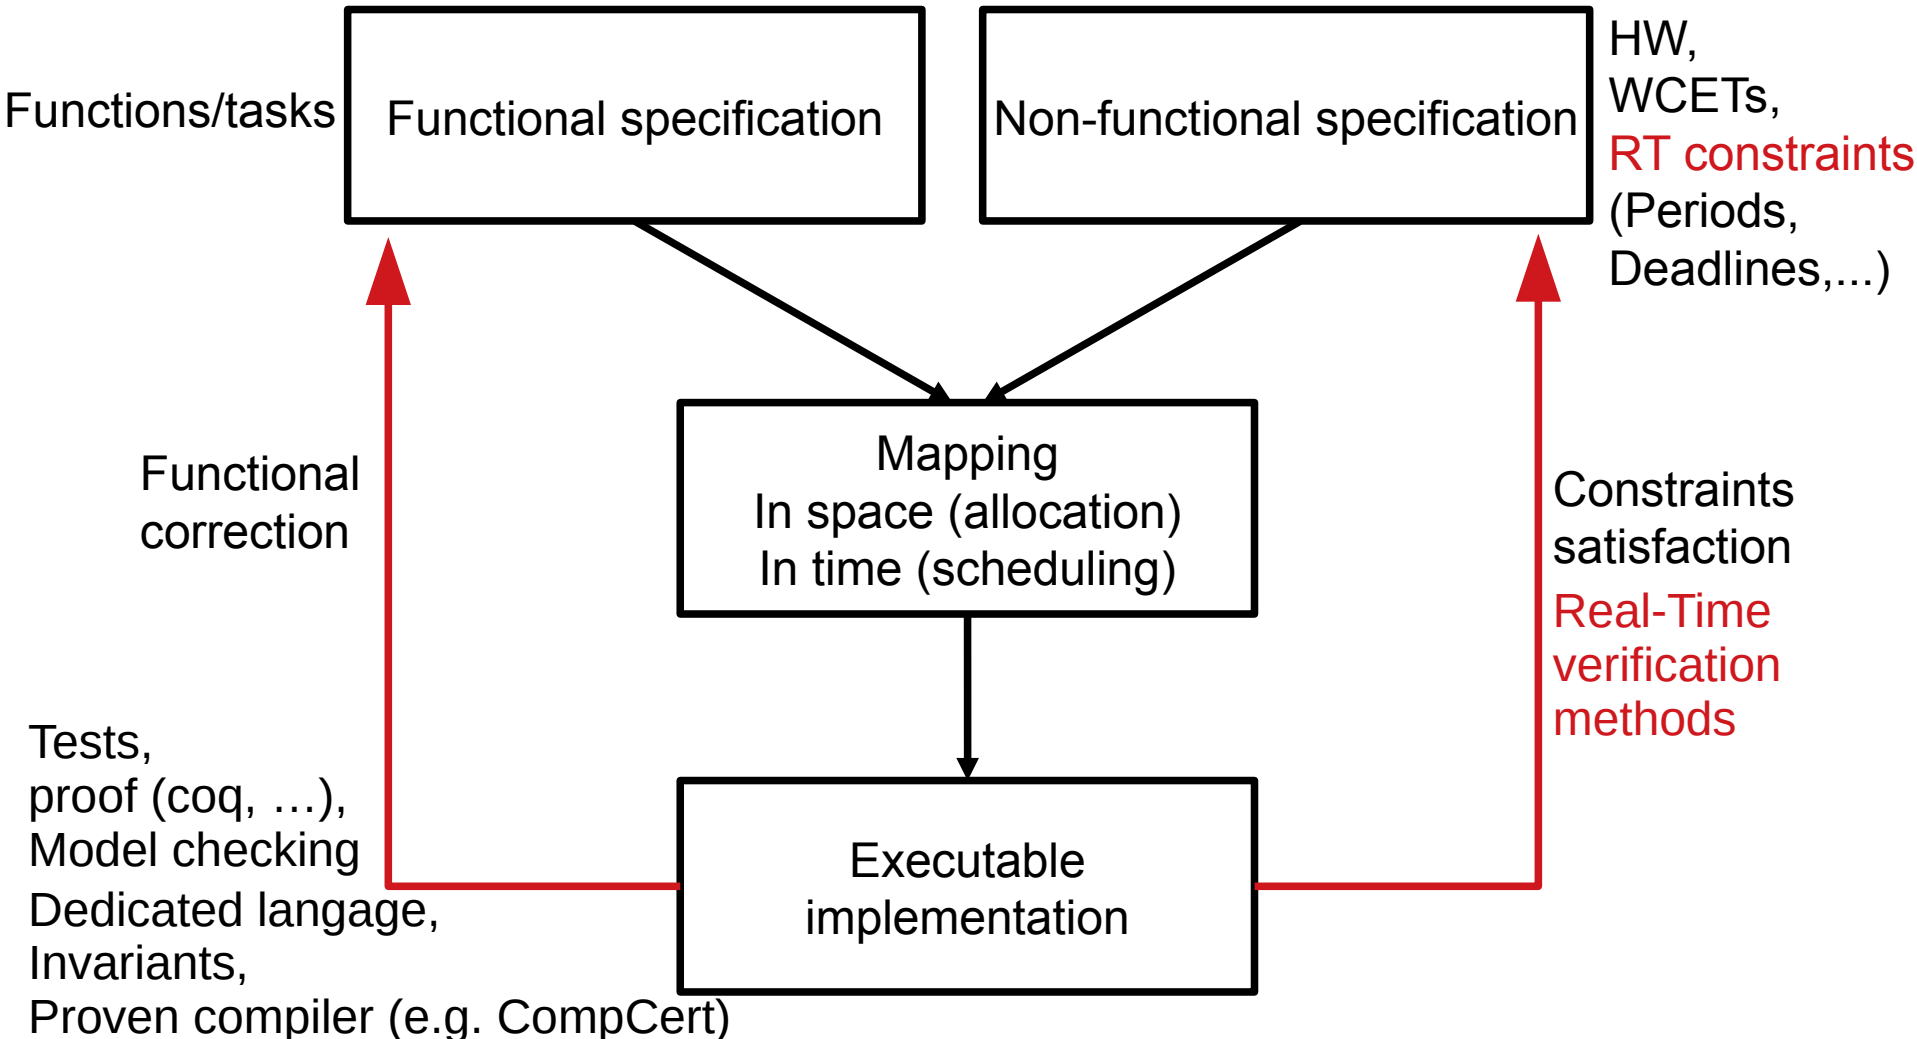 Functions/tasks
Functional specification
Non-functional specification
HW,
WCETs,
RT constraints
(Periods,
Deadlines,...)
Mapping
In space (allocation)
In time (scheduling)
Functional
correction
Constraints
satisfaction
Real-Time
verification
methods
Tests,
proof (coq, …),
Model checking
Dedicated langage,
Invariants,
Proven compiler (e.g. CompCert)
Executable
implementation